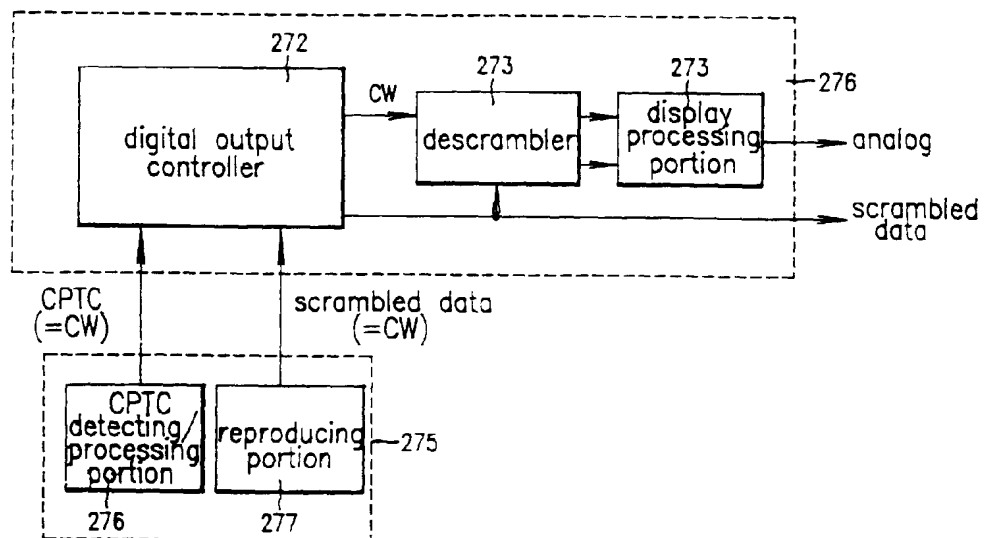 272
273
273
276
CW
digital output
controller
descrambler
display
processing
portion
analog
scrambled
data
CPTC
(=CW)
scrambled data
(=CW)
CPTC
detecting/
processing
portion
reproducing
portion
275
276
277